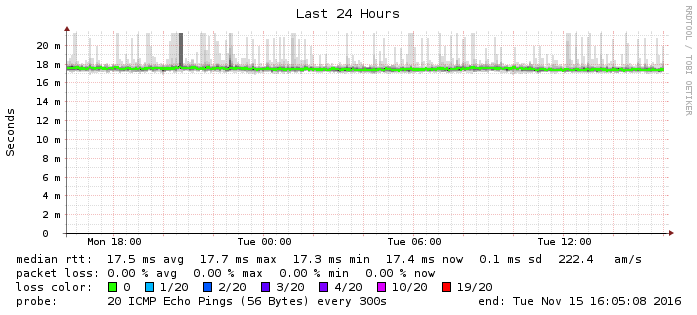 Last 24 Hours
RRDTOOL / TOBI OETIKER
Seconds
20 m
18 m
16 m
14 m
12 m
10 m
8 m
6 m
4 m
2 m
0
Mon 18:00 Tue 00:00 Tue 06:00 Tue 12:00
median rtt: 17.5 ms avg 17.7 ms max 17.3 ms min 17.4 ms now 0.1 ms sd 222.4 am/s
packet loss: 0.00 % avg 0.00 % max 0.00 % min 0.00 % now
loss color: 0 1/20 2/20 3/20 4/20 10/20 19/20
probe: 20 ICMP Echo Pings (56 Bytes) every 300s end: Tue Nov 15 16:05:08 2016